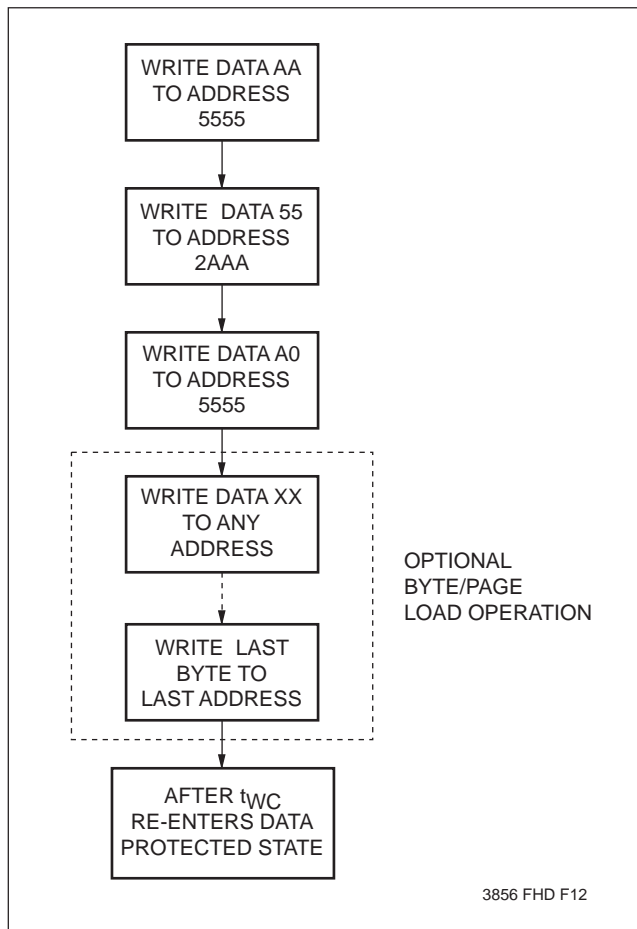 WRITE DATA AA
TO ADDRESS
5555
WRITE DATA 55
TO ADDRESS
2AAA
WRITE DATA A0
TO ADDRESS
5555
WRITE DATA XX
TO ANY
ADDRESS
OPTIONAL
BYTE/PAGE
LOAD OPERATION
WRITE LAST
BYTE TO
LAST ADDRESS
AFTER tWC
RE-ENTERS DATA
PROTECTED STATE
3856 FHD F12